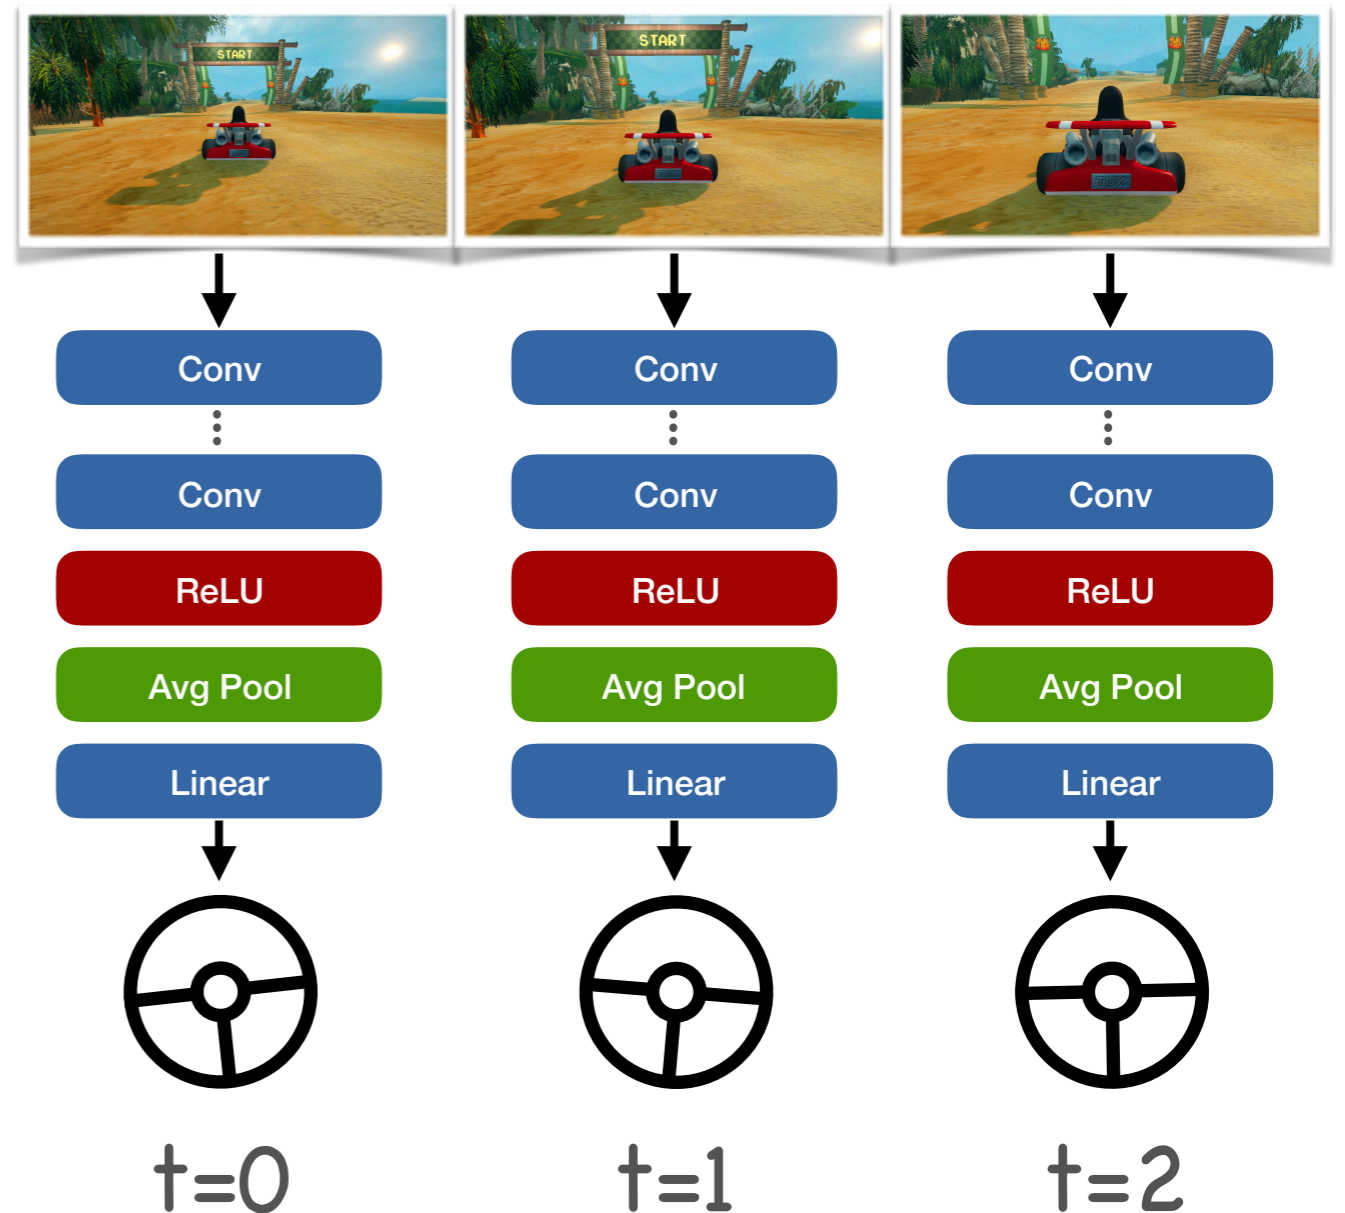 START
START
TUX
Conv
Conv
Conv
Conv
Conv
Conv
ReLU
ReLU
ReLU
Avg Pool
Avg Pool
Avg Pool
Linear
Linear
Linear
t=0
t=1
t=2